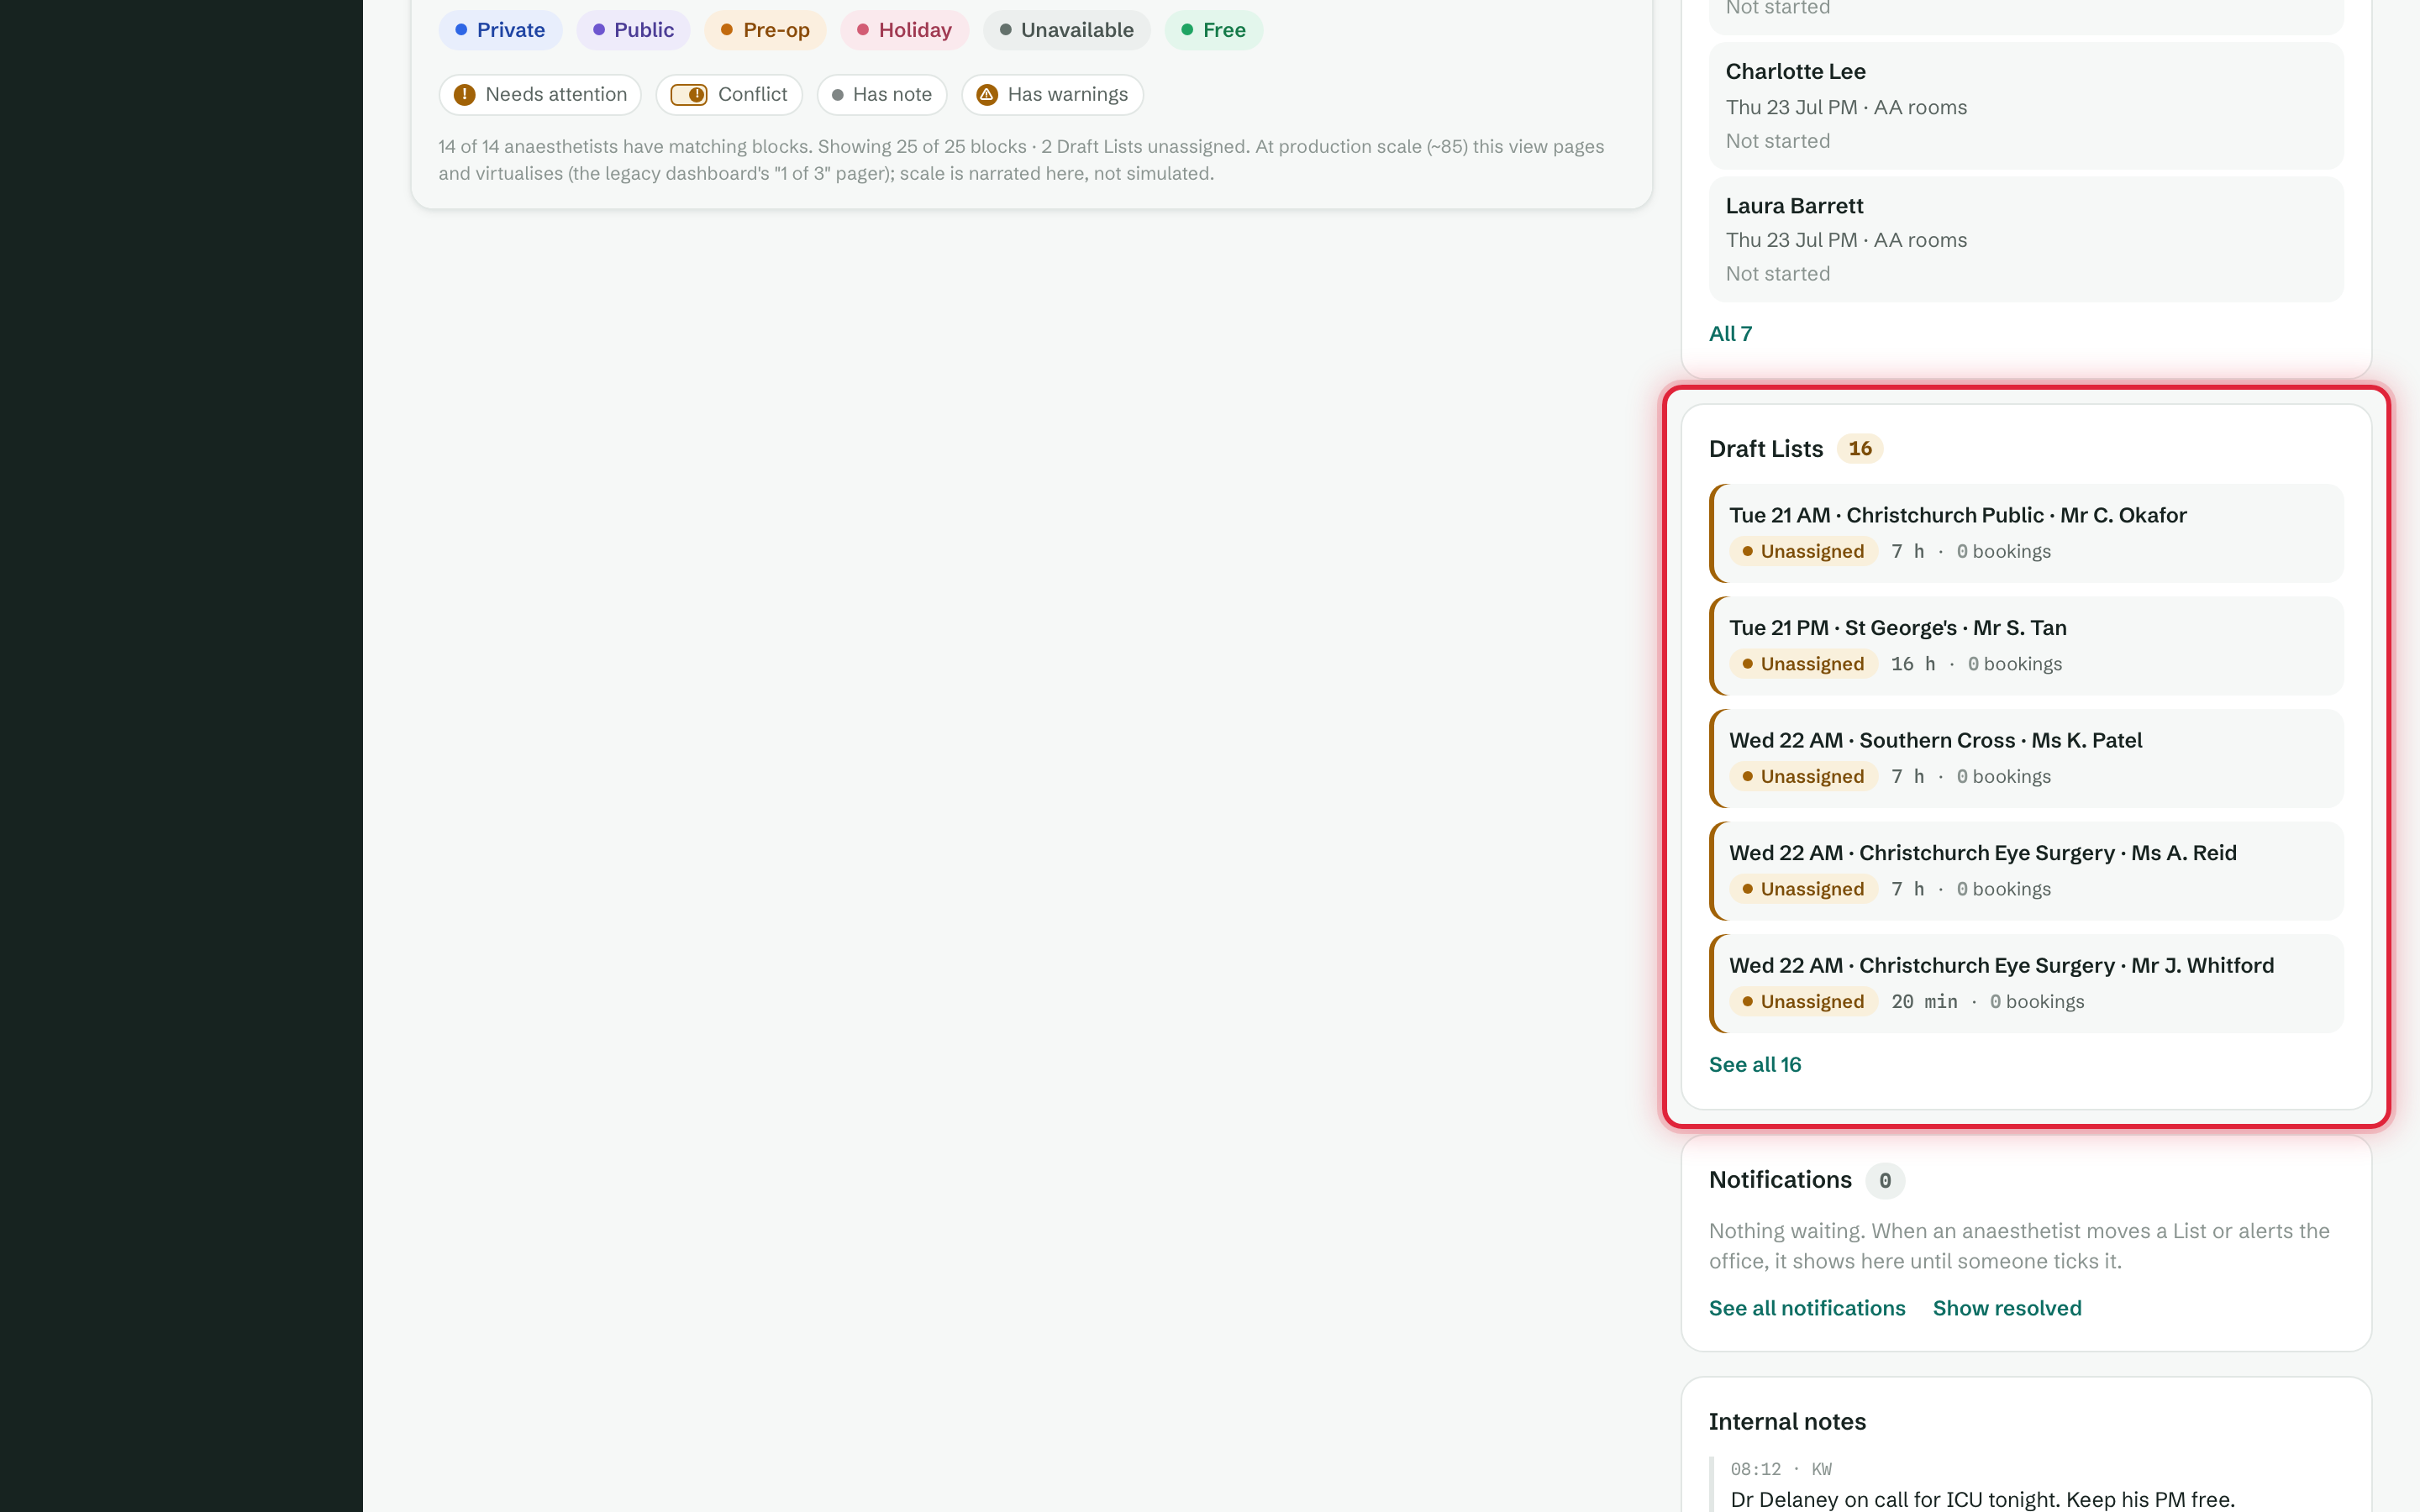 Private
Public
Pre-op
Holiday
Unavailable
Free
Needs attention
Conflict
Has note
Has warnings
14 of 14 anaesthetists have matching blocks. Showing 25 of 25 blocks · 2 Draft Lists unassigned. At production scale (~85) this view pages
and virtualises (the legacy dashboard's "1 of 3" pager); scale is narrated here, not simulated.
Not started
Charlotte Lee
Thu 23 Jul PM · AA rooms
Not started
Laura Barrett
Thu 23 Jul PM · AA rooms
Not started
All 7
Draft Lists 16
Tue 21 AM · Christchurch Public · Mr C. Okafor
Unassigned 7 h · 0 bookings
Tue 21 PM · St George's · Mr S. Tan
Unassigned 16 h · 0 bookings
Wed 22 AM · Southern Cross · Ms K. Patel
Unassigned 7 h · 0 bookings
Wed 22 AM · Christchurch Eye Surgery · Ms A. Reid
Unassigned 7 h · 0 bookings
Wed 22 AM · Christchurch Eye Surgery · Mr J. Whitford
Unassigned 20 min · 0 bookings
See all 16
Notifications 0
Nothing waiting. When an anaesthetist moves a List or alerts the
office, it shows here until someone ticks it.
See all notifications Show resolved
Internal notes
08:12 · KW
Dr Delaney on call for ICU tonight. Keep his PM free.